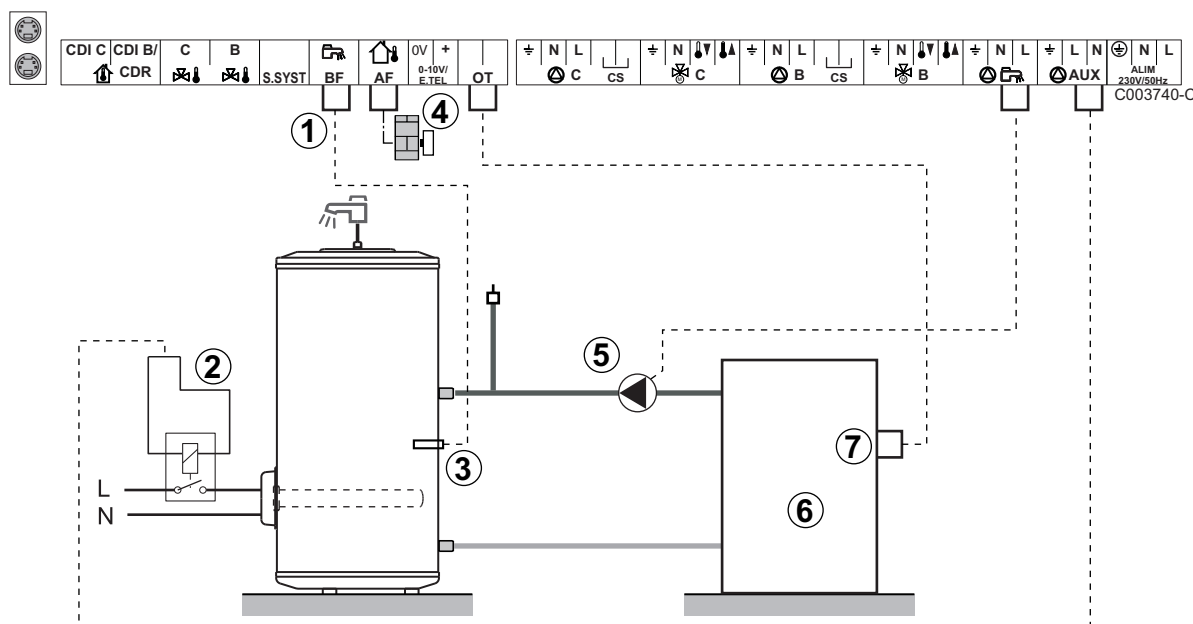 CDI C CDI B/ C B 0V +
CDR S.SYST BF AF 0-10V/ E.TEL OT
N L N N L N N L L N N L
C CS C B CS B AUX ALIM 230V/50Hz
M M
C003740-C
1
4
2
5
3
7
6
L
N